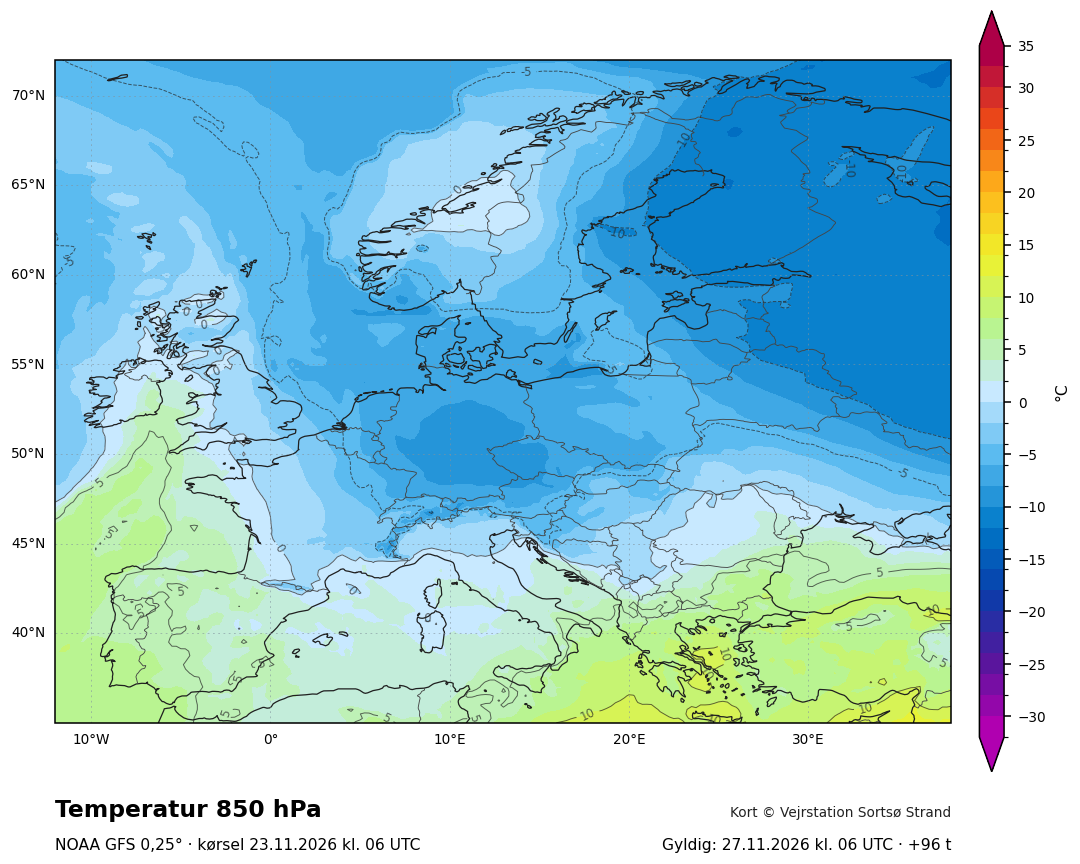 70°N
65°N
60°N
55°N
50°N
45°N
40°N
10°W 0° 10°E 20°E 30°E
35
30
25
20
15
10
5
0
−5
−10
−15
−20
−25
−30
°C
Temperatur 850 hPa
Kort © Vejrstation Sortsø Strand
NOAA GFS 0,25° · kørsel 23.11.2026 kl. 06 UTC
Gyldig: 27.11.2026 kl. 06 UTC · +96 t